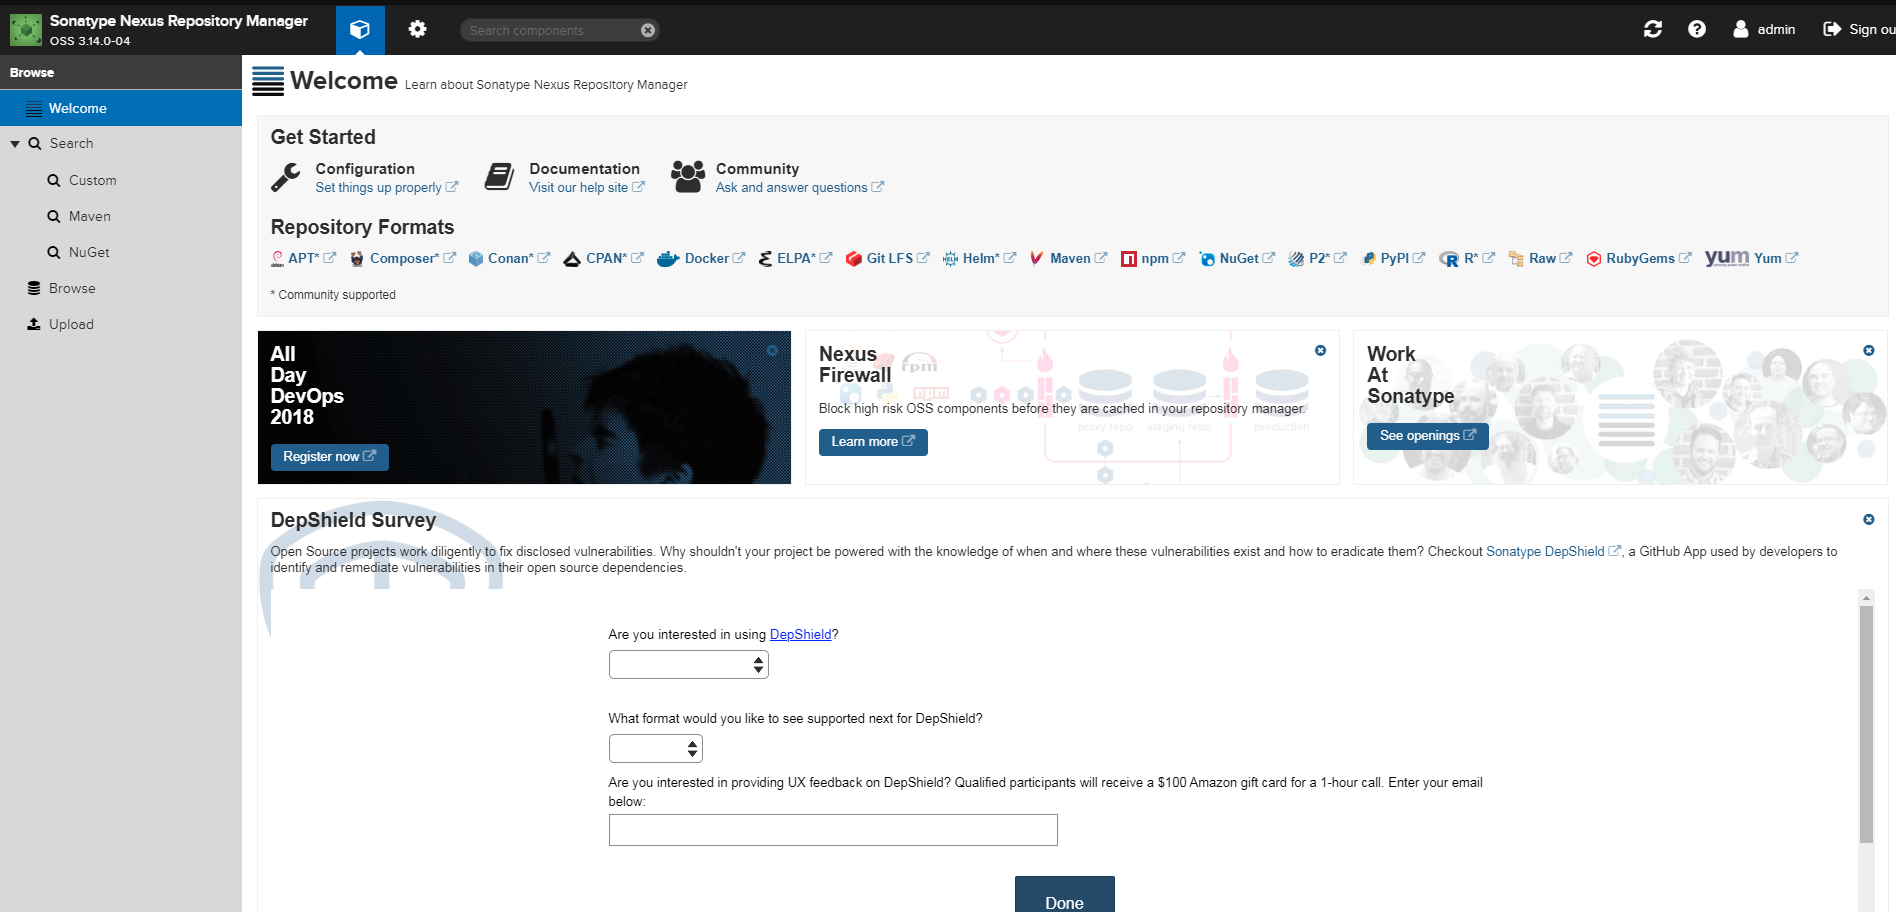 Sonatype Nexus Repository Manager
OSS 3.14.0-04
Search components
admin
Sign ou
Browse
Welcome
Search
Custom
Maven
NuGet
Browse
Upload
Welcome Learn about Sonatype Nexus Repository Manager
Get Started
Configuration
Set things up properly
Documentation
Visit our help site
Community
Ask and answer questions
Repository Formats
APT* Composer* Conan* CPAN* Docker ELPA* Git LFS Helm* Maven npm NuGet P2* PyPI R* Raw RubyGems yum Yum
* Community supported
All
Day
DevOps
2018
Register now
Nexus
Firewall
rpm
npm
Block high risk OSS components before they are cached in your repository manager.
proxy repo staging repo production
Learn more
Work
At
Sonatype
See openings
DepShield Survey
Open Source projects work diligently to fix disclosed vulnerabilities. Why shouldn't your project be powered with the knowledge of when and where these vulnerabilities exist and how to eradicate them? Checkout Sonatype DepShield, a GitHub App used by developers to
identify and remediate vulnerabilities in their open source dependencies.
Are you interested in using DepShield?
What format would you like to see supported next for DepShield?
Are you interested in providing UX feedback on DepShield? Qualified participants will receive a $100 Amazon gift card for a 1-hour call. Enter your email
below:
Done